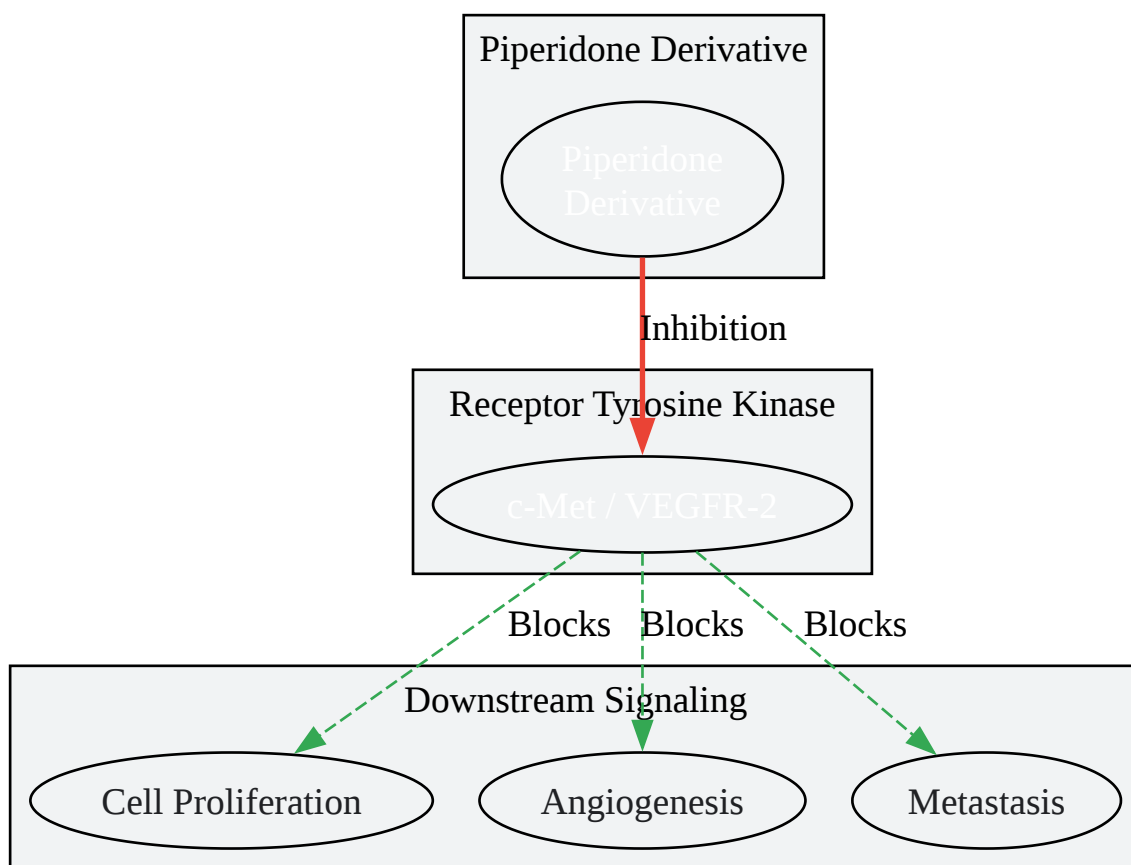 Piperidone Derivative
Piperidone
Derivative
Inhibition
Receptor Tyrosine Kinase
c-Met / VEGFR-2
Blocks
Blocks
Blocks
Downstream Signaling
Cell Proliferation
Angiogenesis
Metastasis